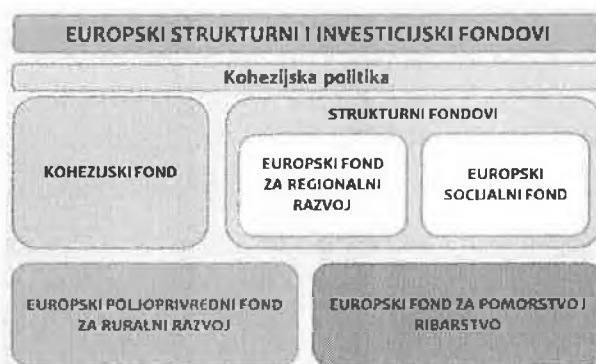 EUROPSKI STRUKTURNI I INVESTICIJSKI FONDOVI
Kohezijska politika
KOHEZIJSKI FOND
STRUKTURNI FONDOVI
EUROPSKI FOND
ZA REGIONALNI
RAZVOJ
EUROPSKI
SOCIJALNI FOND
EUROPSKI POLJOPRIVREDNI FOND
ZA RURALNI RAZVOJ
EUROPSKI FOND ZA POMORSTVO I
RIBARSTVO